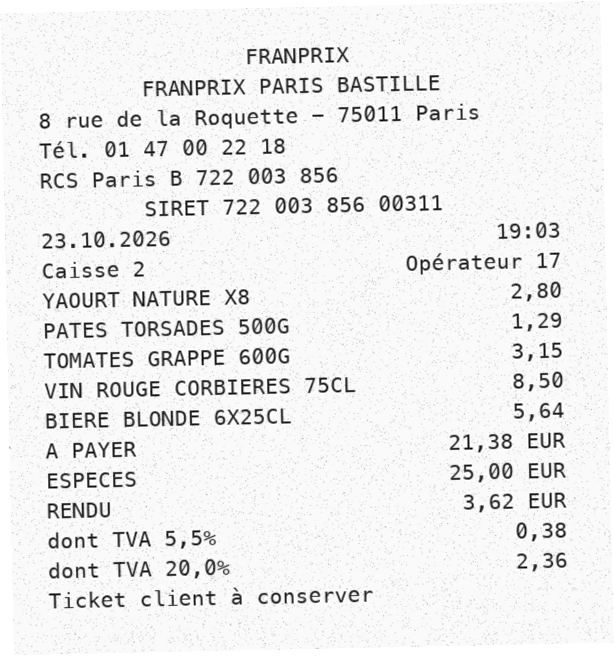 FRANPRIX
FRANPRIX PARIS BASTILLE
8 rue de la Roquette – 75011 Paris
Tél. 01 47 00 22 18
RCS Paris B 722 003 856
SIRET 722 003 856 00311
23.10.2026 19:03
Caisse 2 Opérateur 17
YAOURT NATURE X8 2,80
PATES TORSADES 500G 1,29
TOMATES GRAPPE 600G 3,15
VIN ROUGE CORBIERES 75CL 8,50
BIERE BLONDE 6X25CL 5,64
A PAYER 21,38 EUR
ESPECES 25,00 EUR
RENDU 3,62 EUR
dont TVA 5,5% 0,38
dont TVA 20,0% 2,36
Ticket client à conserver